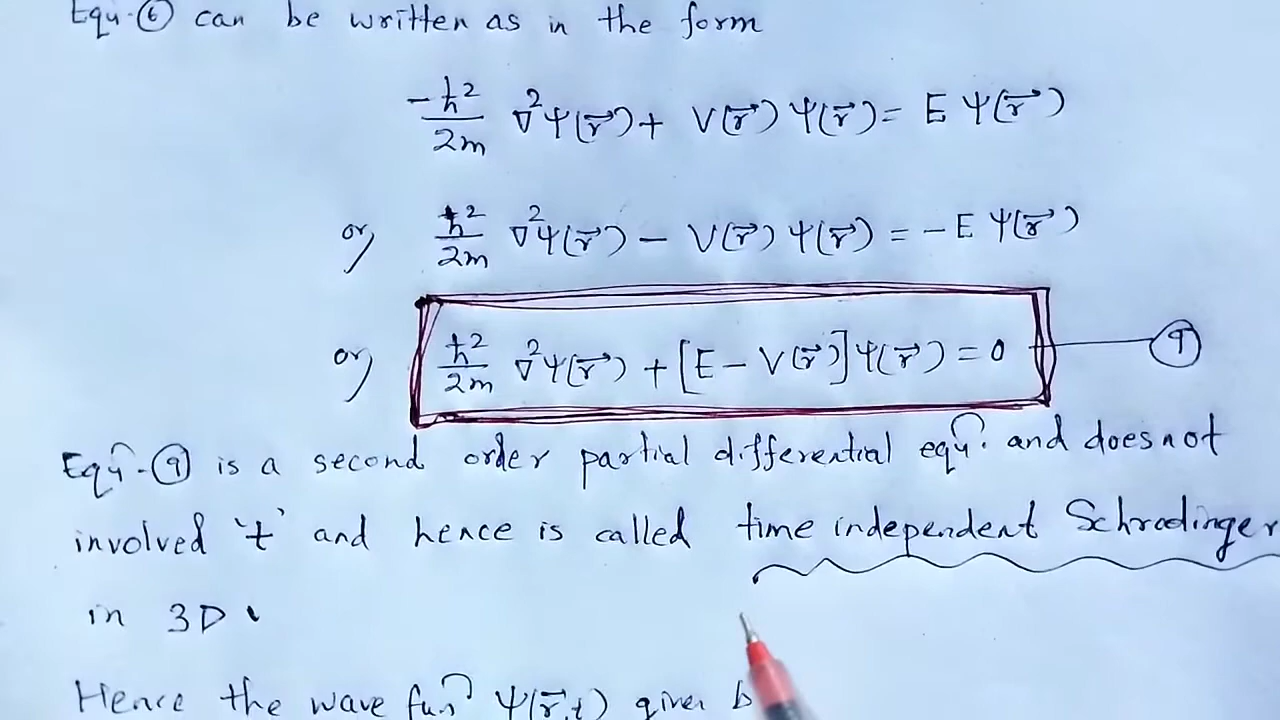 Equ.⑥ can be written as in the form
-ħ²/2m ∇²Ψ(r⃗) + V(r⃗) Ψ(r⃗) = E Ψ(r⃗)
or, ħ²/2m ∇²Ψ(r⃗) - V(r⃗) Ψ(r⃗) = -E Ψ(r⃗)
or, ħ²/2m ∇²Ψ(r⃗) + [E - V(r⃗)] Ψ(r⃗) = 0 — ⑨
Equ.-⑨ is a second order partial differential equ. and does not
involved 't' and hence is called time independent Schrodinger
in 3D.
Hence the wave fun Ψ(r⃗,t) given b